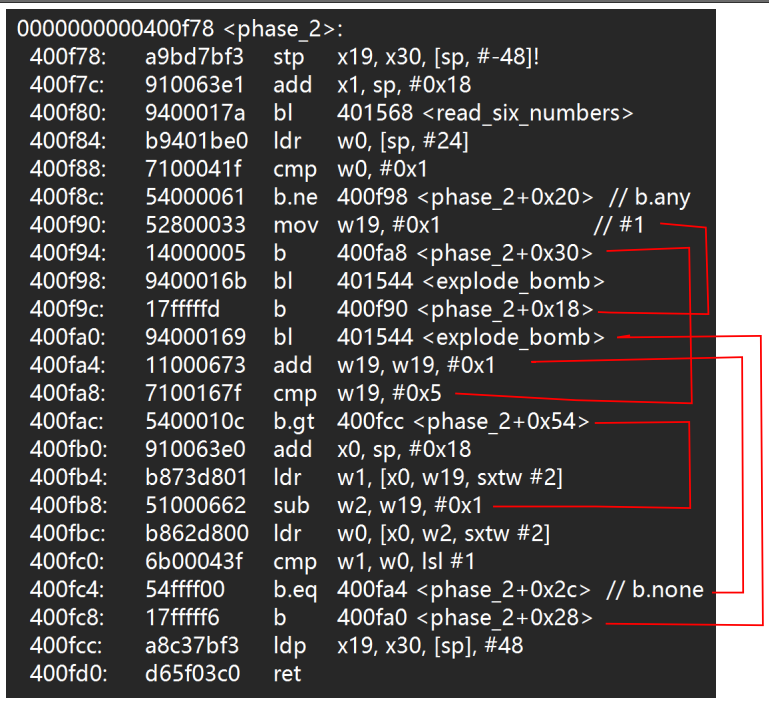 0000000000400f78 <phase_2>:
400f78: a9bd7bf3 stp x19, x30, [sp, #-48]!
400f7c: 910063e1 add x1, sp, #0x18
400f80: 9400017a bl 401568 <read_six_numbers>
400f84: b9401be0 ldr w0, [sp, #24]
400f88: 7100041f cmp w0, #0x1
400f8c: 54000061 b.ne 400f98 <phase_2+0x20> // b.any
400f90: 52800033 mov w19, #0x1 // #1
400f94: 14000005 b 400fa8 <phase_2+0x30>
400f98: 9400016b bl 401544 <explode_bomb>
400f9c: 17fffffd b 400f90 <phase_2+0x18>
400fa0: 94000169 bl 401544 <explode_bomb>
400fa4: 11000673 add w19, w19, #0x1
400fa8: 7100167f cmp w19, #0x5
400fac: 5400010c b.gt 400fcc <phase_2+0x54>
400fb0: 910063e0 add x0, sp, #0x18
400fb4: b873d801 ldr w1, [x0, w19, sxtw #2]
400fb8: 51000662 sub w2, w19, #0x1
400fbc: b862d800 ldr w0, [x0, w2, sxtw #2]
400fc0: 6b00043f cmp w1, w0, lsl #1
400fc4: 54ffff00 b.eq 400fa4 <phase_2+0x2c> // b.none
400fc8: 17fffff6 b 400fa0 <phase_2+0x28>
400fcc: a8c37bf3 ldp x19, x30, [sp], #48
400fd0: d65f03c0 ret